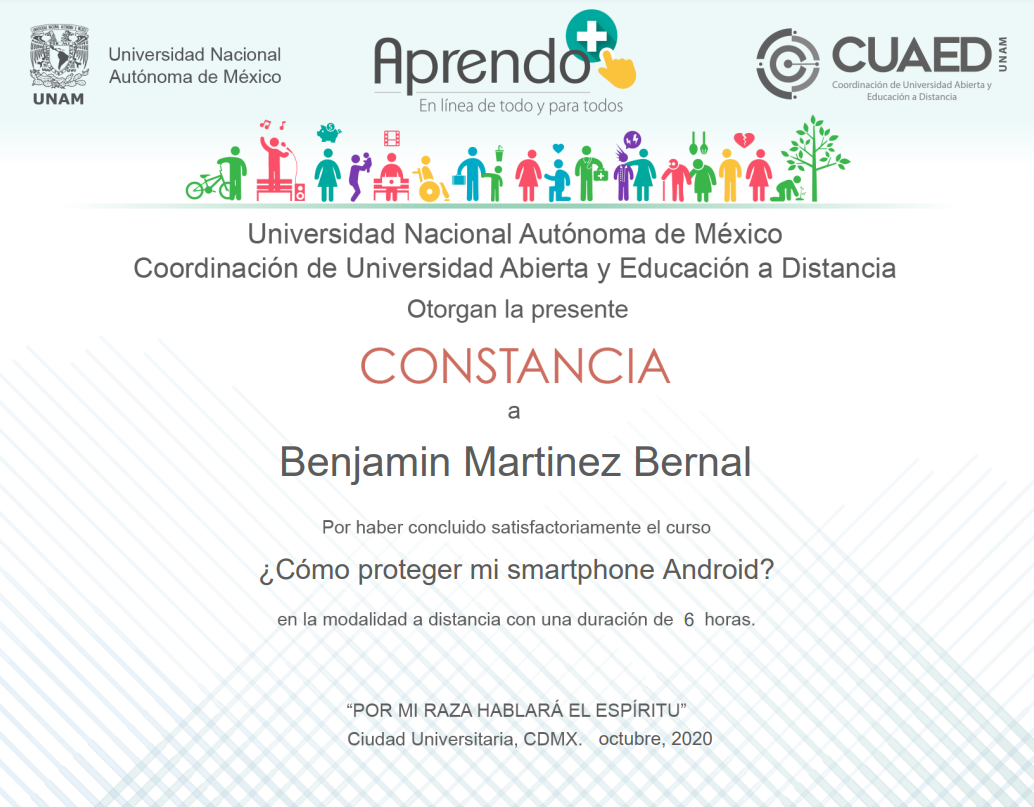 UNAM
Universidad Nacional
Autónoma de México
Aprendo
En línea de todo y para todos
CUAED
UNAM
Coordinación de Universidad Abierta y
Educación a Distancia
Universidad Nacional Autónoma de México
Coordinación de Universidad Abierta y Educación a Distancia
Otorgan la presente
CONSTANCIA
a
Benjamin Martinez Bernal
Por haber concluido satisfactoriamente el curso
¿Cómo proteger mi smartphone Android?
en la modalidad a distancia con una duración de 6 horas.
“POR MI RAZA HABLARÁ EL ESPÍRITU”
Ciudad Universitaria, CDMX. octubre, 2020